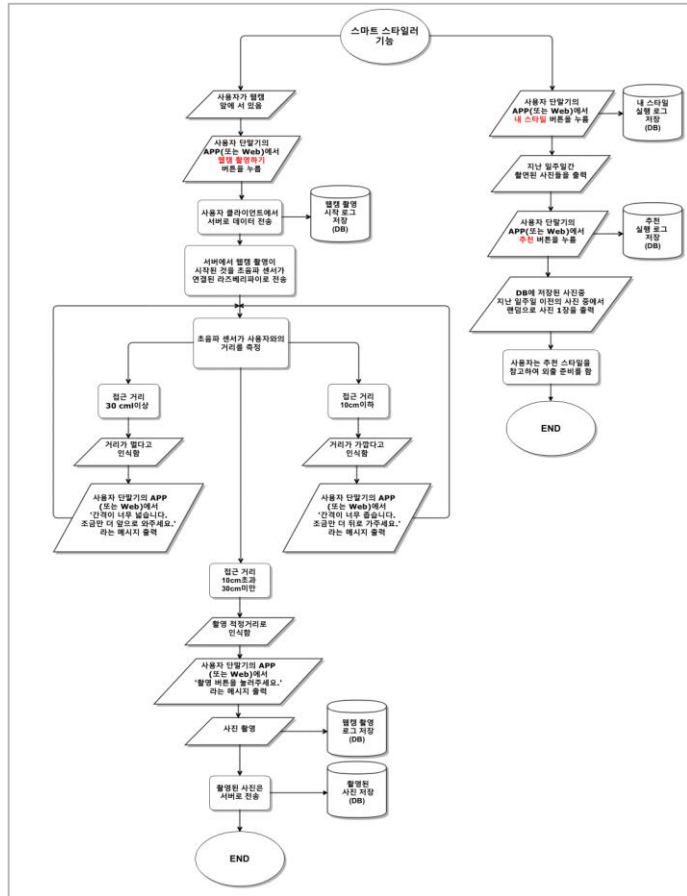 스마트 스타일러
기능
사용자가 웹캠
앞에 서 있음
사용자 단말기의
APP(또는 Web)에서
웹캠 촬영하기
버튼을 누름
사용자 클라이언트에서
서버로 데이터 전송
웹캠 촬영
시작 로그
저장
(DB)
서버에서 웹캠 촬영이
시작된 것을 초음파 센서가
연결된 라즈베리파이로 전송
초음파 센서가 사용자와의
거리를 측정
접근 거리
30 cml이상
거리가 멀다고
인식함
사용자 단말기의 APP
(또는 Web)에서
'간격이 너무 넓습니다.
조금만 더 앞으로 와주세요.'
라는 메시지 출력
접근 거리
10cm이하
거리가 가깝다고
인식함
사용자 단말기의 APP
(또는 Web)에서
'간격이 너무 좁습니다.
조금만 더 뒤로 가주세요.'
라는 메시지 출력
접근 거리
10cm초과
30cm미만
촬영 적정거리로
인식함
사용자 단말기의 APP
(또는 Web)에서
'촬영 버튼을 눌러주세요.'
라는 메시지 출력
사진 촬영
웹캠 촬영
로그 저장
(DB)
촬영된 사진은
서버로 전송
촬영된
사진 저장
(DB)
END
사용자 단말기의
APP(또는 Web)에서
내 스타일 버튼을 누름
내 스타일
실행 로그
저장
(DB)
지난 일주일간
촬연된 사진들을 출력
사용자 단말기의
APP(또는 Web)에서
추천 버튼을 누름
추천
실행 로그
저장
(DB)
DB에 저장된 사진중
지난 일주일 이전의 사진 중에서
랜덤으로 사진 1장을 출력
사용자는 추천 스타일을
참고하여 외출 준비를 함
END